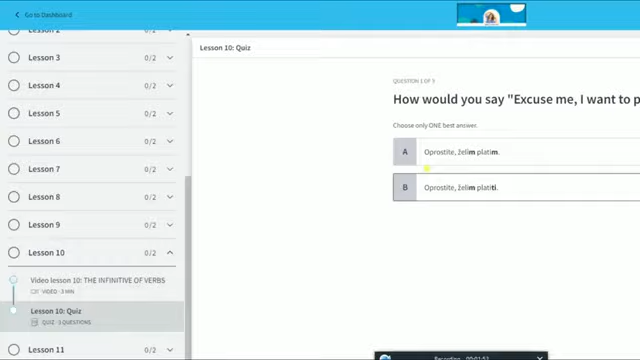 Go to Dashboard
Lesson 2
Lesson 3 0/2
Lesson 4 0/2
Lesson 5 0/2
Lesson 6 0/2
Lesson 7 0/2
Lesson 8 0/2
Lesson 9 0/2
Lesson 10 0/2
Video lesson 10: THE INFINITIVE OF VERBS
VIDEO · 3 MIN
Lesson 10: Quiz
QUIZ · 3 QUESTIONS
Lesson 11 0/2
Lesson 10: Quiz
QUESTION 1 OF 3
How would you say "Excuse me, I want to p
Choose only ONE best answer.
A Oprostite, želim platim.
B Oprostite, želim platiti.
Recording